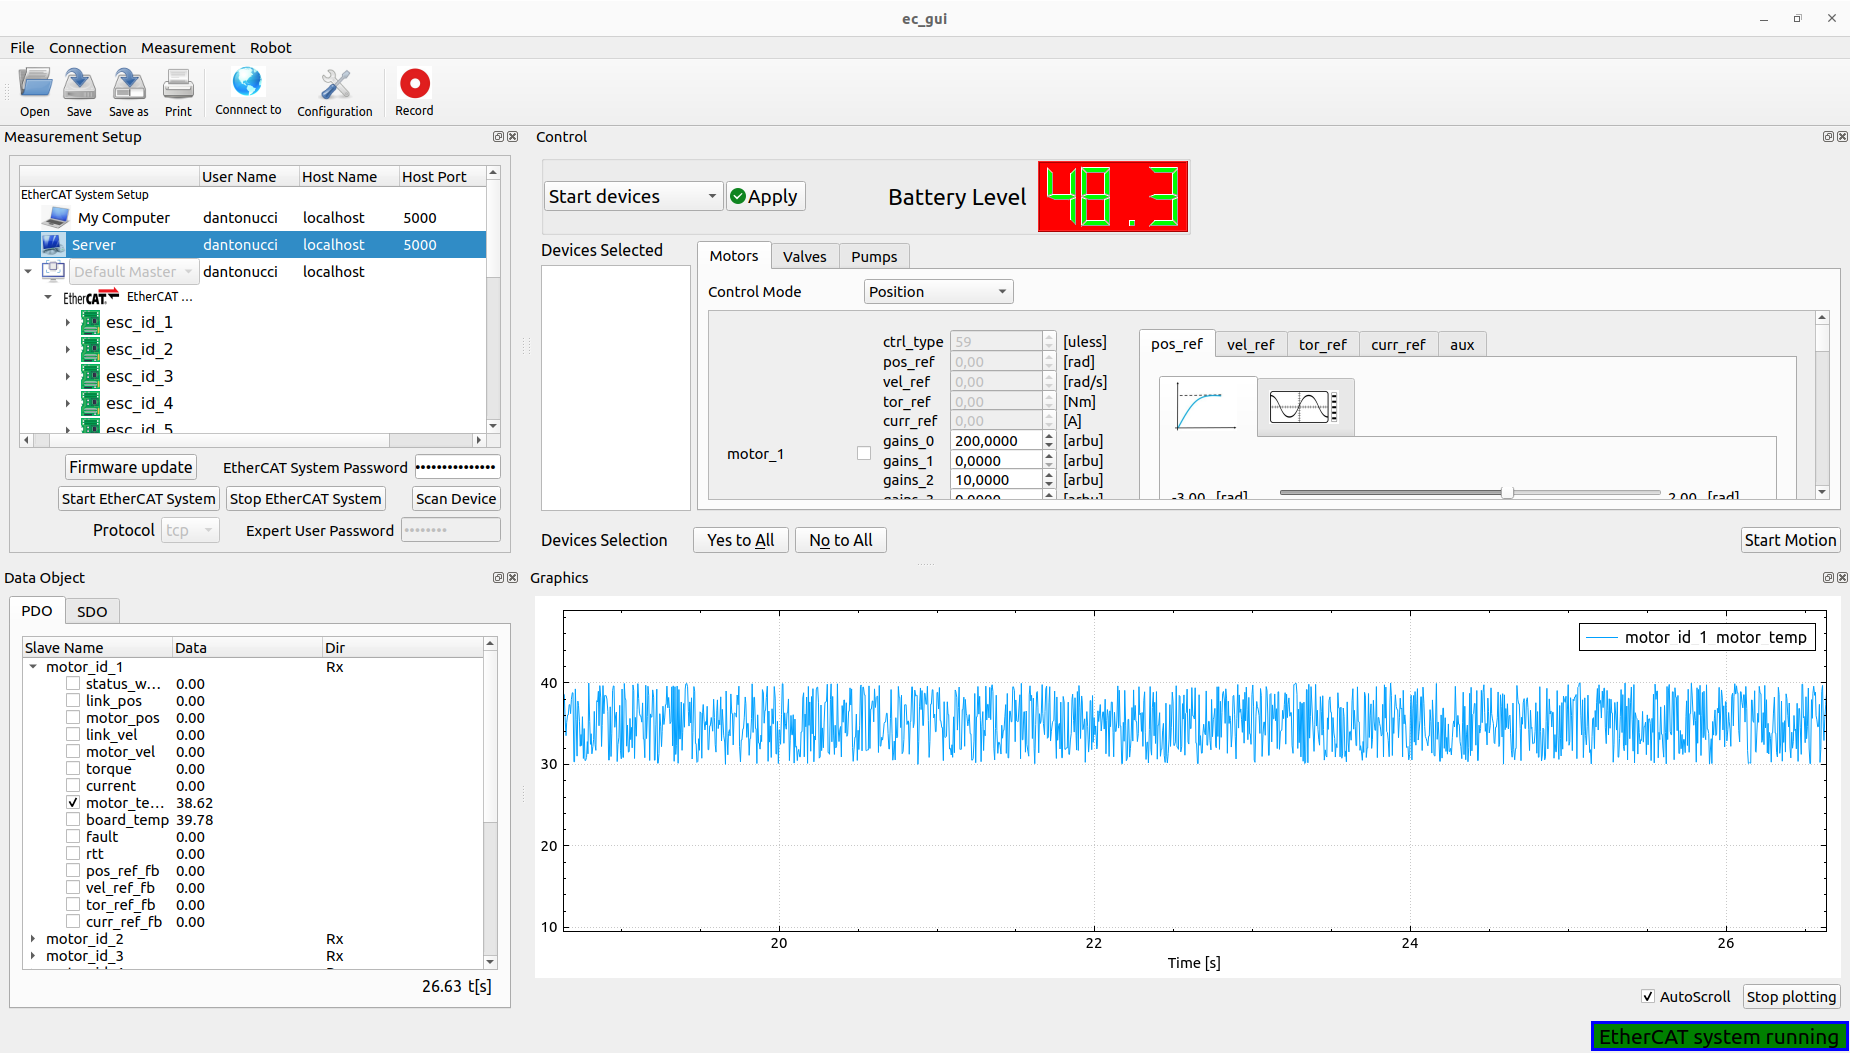 ec_gui
File Connection Measurement Robot
Open Save Save as Print Connnect to Configuration Record
Measurement Setup
User Name Host Name Host Port
EtherCAT System Setup
My Computer dantonucci localhost 5000
Server dantonucci localhost 5000
Default Master dantonucci localhost
EtherCAT EtherCAT ...
esc_id_1
esc_id_2
esc_id_3
esc_id_4
esc_id_5
Firmware update EtherCAT System Password •••••••••••••••
Start EtherCAT System Stop EtherCAT System Scan Device
Protocol tcp Expert User Password ••••••••
Control
Start devices Apply Battery Level 48.3
Devices Selected
Motors Valves Pumps
Control Mode Position
motor_1
ctrl_type 59 [uless]
pos_ref 0,00 [rad]
vel_ref 0,00 [rad/s]
tor_ref 0,00 [Nm]
curr_ref 0,00 [A]
gains_0 200,0000 [arbu]
gains_1 0,0000 [arbu]
gains_2 10,0000 [arbu]
gains_3 0,0000 [arbu]
pos_ref vel_ref tor_ref curr_ref aux
-3.00 [rad] 2.00 [rad]
Devices Selection Yes to All No to All Start Motion
Data Object
PDO SDO
Slave Name Data Dir
motor_id_1 Rx
status_w... 0.00
link_pos 0.00
motor_pos 0.00
link_vel 0.00
motor_vel 0.00
torque 0.00
current 0.00
motor_te... 38.62
board_temp 39.78
fault 0.00
rtt 0.00
pos_ref_fb 0.00
vel_ref_fb 0.00
tor_ref_fb 0.00
curr_ref_fb 0.00
motor_id_2 Rx
motor_id_3 Rx
26.63 t[s]
Graphics
motor_id_1_motor_temp
40
30
20
10
20 22 24 26
Time [s]
AutoScroll Stop plotting
EtherCAT system running